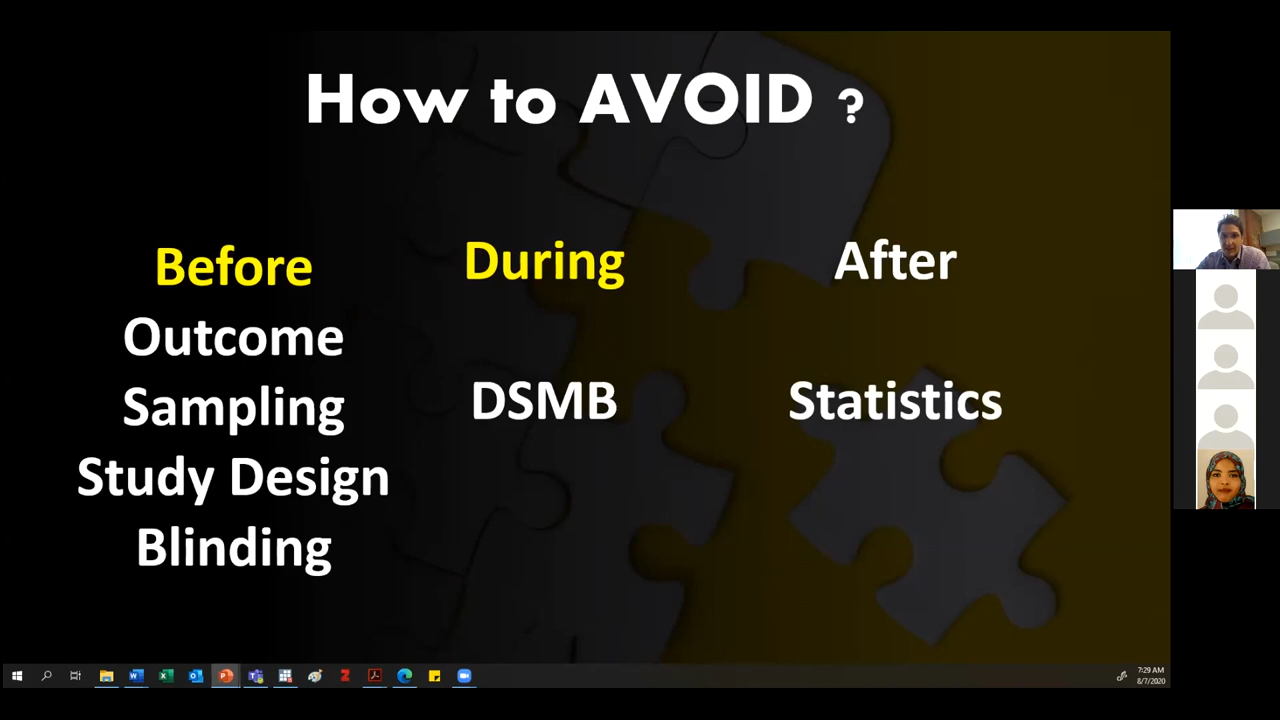 How to AVOID ?
Before
Outcome
Sampling
Study Design
Blinding
During
DSMB
After
Statistics
7:29 AM
8/7/2020